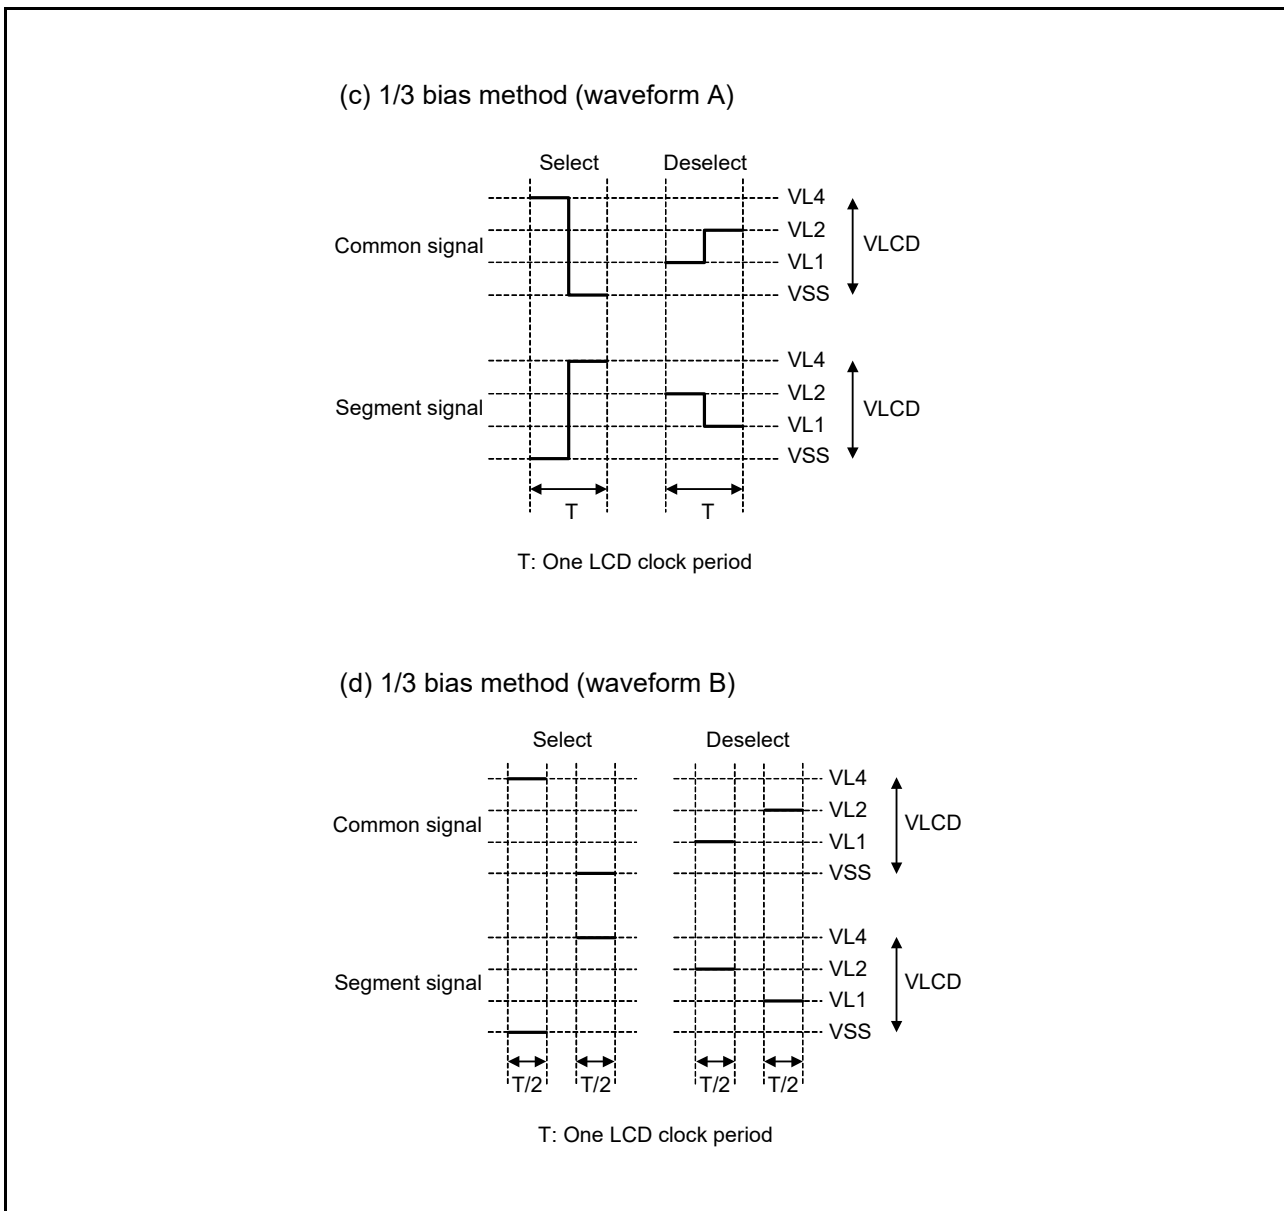 (c) 1/3 bias method (waveform A)
Select Deselect
VL4
VL2
Common signal VLCD
VL1
VSS
VL4
VL2
Segment signal VLCD
VL1
VSS
T T
T: One LCD clock period
(d) 1/3 bias method (waveform B)
Select Deselect
VL4
VL2
Common signal VLCD
VL1
VSS
VL4
VL2
Segment signal VLCD
VL1
VSS
T/2 T/2 T/2 T/2
T: One LCD clock period